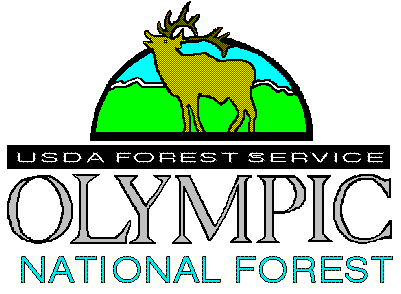 USDA FOREST SERVICE
OLYMPIC
NATIONAL FOREST